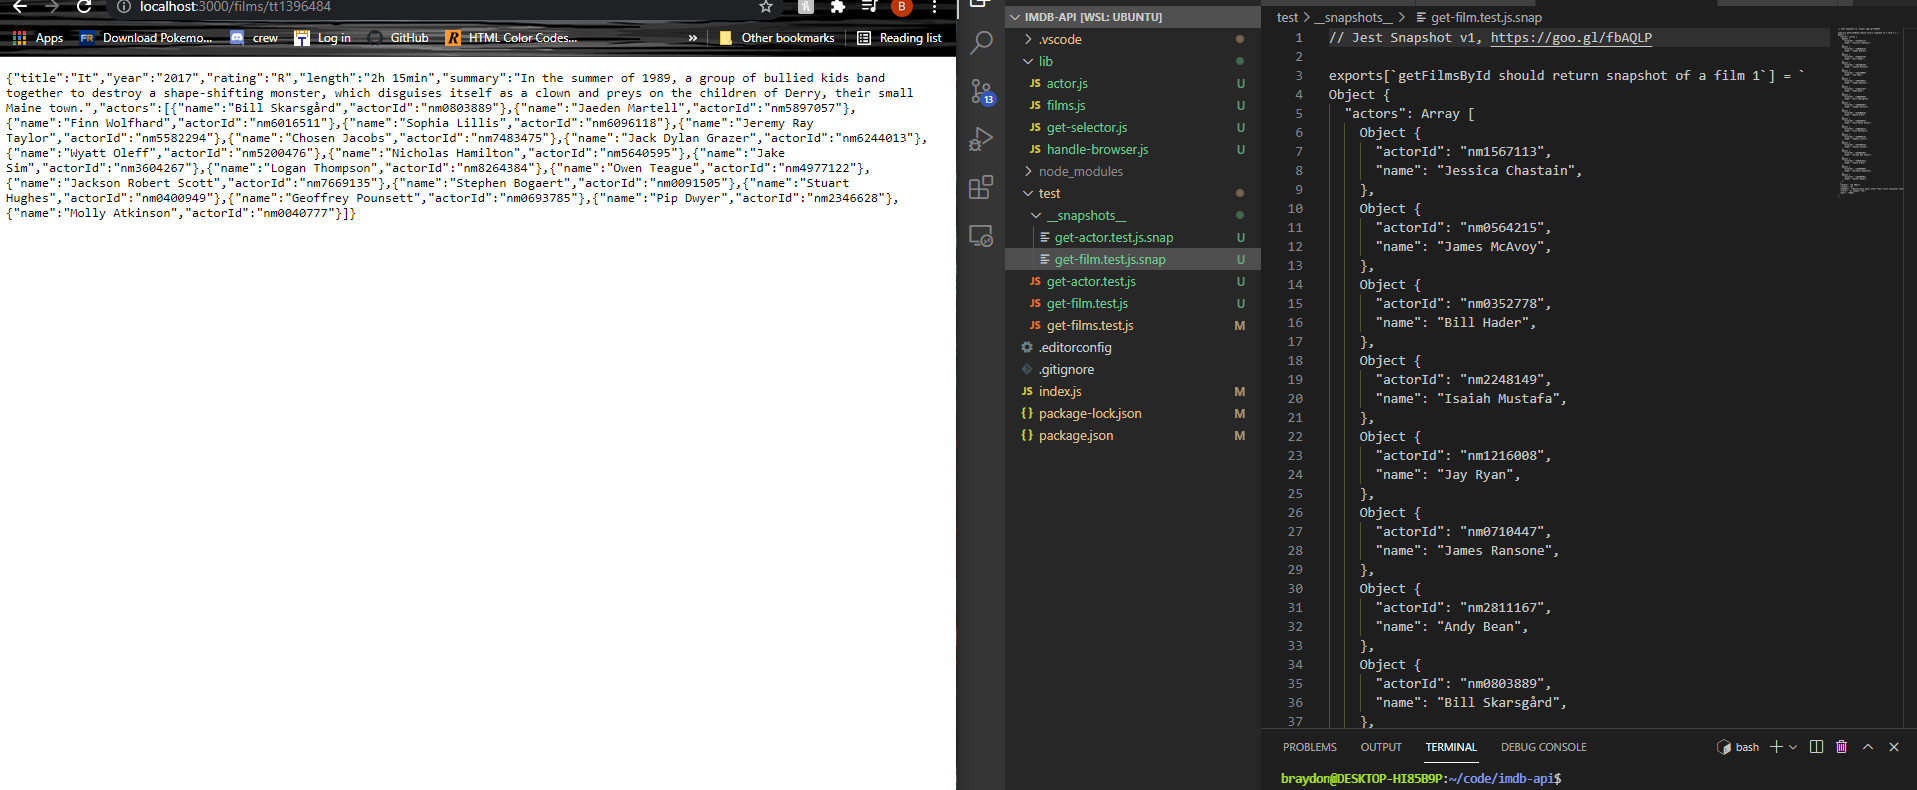 localhost:3000/films/tt1396484
Apps Download Pokemo... crew Log in GitHub HTML Color Codes... » Other bookmarks Reading list
{"title":"It","year":"2017","rating":"R","length":"2h 15min","summary":"In the summer of 1989, a group of bullied kids band
together to destroy a shape-shifting monster, which disguises itself as a clown and preys on the children of Derry, their small
Maine town.","actors":[{"name":"Bill Skarsgård","actorId":"nm0803889"},{"name":"Jaeden Martell","actorId":"nm5897057"},
{"name":"Finn Wolfhard","actorId":"nm6016511"},{"name":"Sophia Lillis","actorId":"nm6096118"},{"name":"Jeremy Ray
Taylor","actorId":"nm5582294"},{"name":"Chosen Jacobs","actorId":"nm7483475"},{"name":"Jack Dylan Grazer","actorId":"nm6244013"},
{"name":"Wyatt Oleff","actorId":"nm5200476"},{"name":"Nicholas Hamilton","actorId":"nm5640595"},{"name":"Jake
Sim","actorId":"nm3604267"},{"name":"Logan Thompson","actorId":"nm8264384"},{"name":"Owen Teague","actorId":"nm4977122"},
{"name":"Jackson Robert Scott","actorId":"nm7669135"},{"name":"Stephen Bogaert","actorId":"nm0091505"},{"name":"Stuart
Hughes","actorId":"nm0400949"},{"name":"Geoffrey Pounsett","actorId":"nm0693785"},{"name":"Pip Dwyer","actorId":"nm2346628"},
{"name":"Molly Atkinson","actorId":"nm0040777"}]}
13
IMDB-API [WSL: UBUNTU]
.vscode
lib
JS actor.js U
JS films.js U
JS get-selector.js U
JS handle-browser.js U
node_modules
test
__snapshots__
get-actor.test.js.snap U
get-film.test.js.snap U
JS get-actor.test.js U
JS get-film.test.js U
JS get-films.test.js M
.editorconfig
.gitignore
JS index.js M
{} package-lock.json M
{} package.json M
test > __snapshots__ > get-film.test.js.snap
1 // Jest Snapshot v1, https://goo.gl/fbAQLP
2
3 exports[`getFilmsById should return snapshot of a film 1`] = `
4 Object {
5 "actors": Array [
6 Object {
7 "actorId": "nm1567113",
8 "name": "Jessica Chastain",
9 },
10 Object {
11 "actorId": "nm0564215",
12 "name": "James McAvoy",
13 },
14 Object {
15 "actorId": "nm0352778",
16 "name": "Bill Hader",
17 },
18 Object {
19 "actorId": "nm2248149",
20 "name": "Isaiah Mustafa",
21 },
22 Object {
23 "actorId": "nm1216008",
24 "name": "Jay Ryan",
25 },
26 Object {
27 "actorId": "nm0710447",
28 "name": "James Ransone",
29 },
30 Object {
31 "actorId": "nm2811167",
32 "name": "Andy Bean",
33 },
34 Object {
35 "actorId": "nm0803889",
36 "name": "Bill Skarsgård",
37 },
PROBLEMS OUTPUT TERMINAL DEBUG CONSOLE bash
braydon@DESKTOP-HI85B9P:~/code/imdb-api$